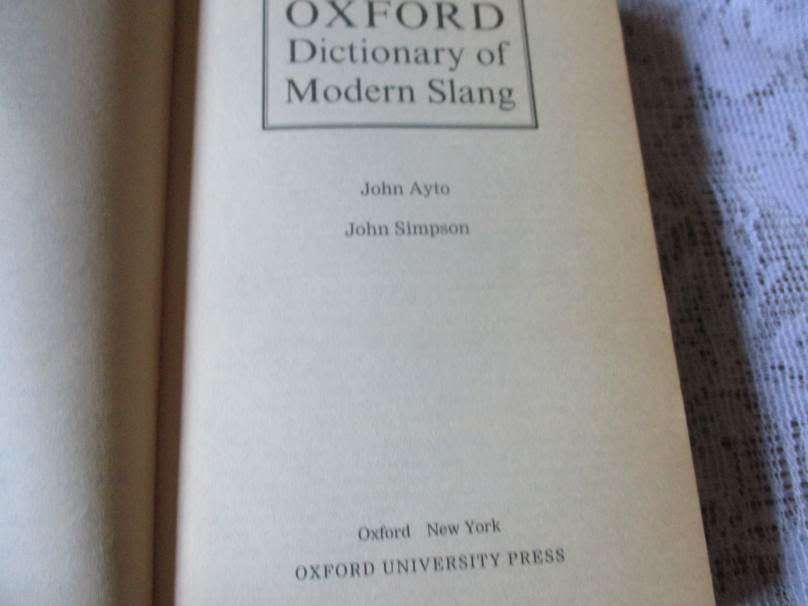 OXFORD
Dictionary of
Modern Slang
John Ayto
John Simpson
Oxford New York
OXFORD UNIVERSITY PRESS